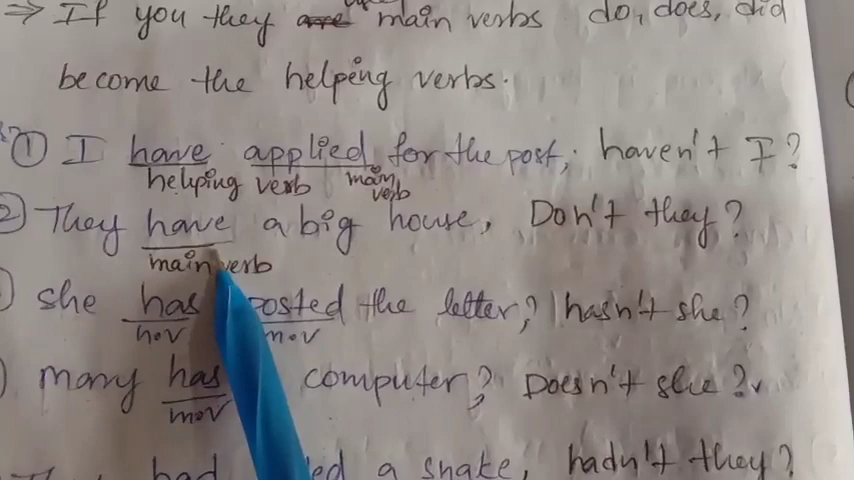 ⇒ If you they main verbs do, does, did
become the helping verbs.
① I have applied for the post, haven't I?
helping verb main verb
② They have a big house, Don't they?
main verb
she has posted the letter? hasn't she?
h.v m.v
many has computer? Doesn't she?
m.v
had a snake, hadn't they?